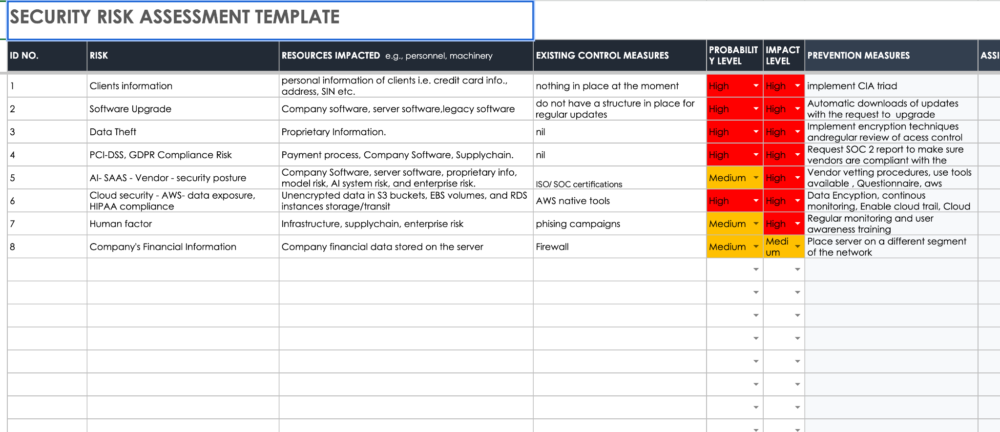 SECURITY RISK ASSESSMENT TEMPLATE
ID NO. RISK RESOURCES IMPACTED e.g., personnel, machinery EXISTING CONTROL MEASURES PROBABILIT IMPACT PREVENTION MEASURES ASSI
Y LEVEL LEVEL
1 Clients information personal information of clients i.e. credit card info., nothing in place at the moment High High implement CIA triad
address, SIN etc.
2 Software Upgrade Company software, server software,legacy software do not have a structure in place for High High Automatic downloads of updates
regular updates with the request to upgrade
3 Data Theft Proprietary Information. nil High High Implement encryption techniques
andregular review of acess control
4 PCI-DSS, GDPR Compliance Risk Payment process, Company Software, Supplychain. nil High High Request SOC 2 report to make sure
vendors are compliant with the
5 AI- SAAS - Vendor - security posture Company Software, server software, proprietary info, ISO/ SOC certifications Medium High Vendor vetting procedures, use tools
model risk, AI system risk, and enterprise risk. available , Questionnaire, aws
6 Cloud security - AWS- data exposure, Unencrypted data in S3 buckets, EBS volumes, and RDS AWS native tools High High Data Encyption, continous
HIPAA compliance instances storage/transit monitoring, Enable cloud trail, Cloud
7 Human factor Infrastructure, supplychain, enterprise risk phising campaigns Medium High Regular monitoring and user
awareness training
8 Company's Financial Information Company financial data stored on the server Firewall Medium Medi Place server on a different segment
um of the network